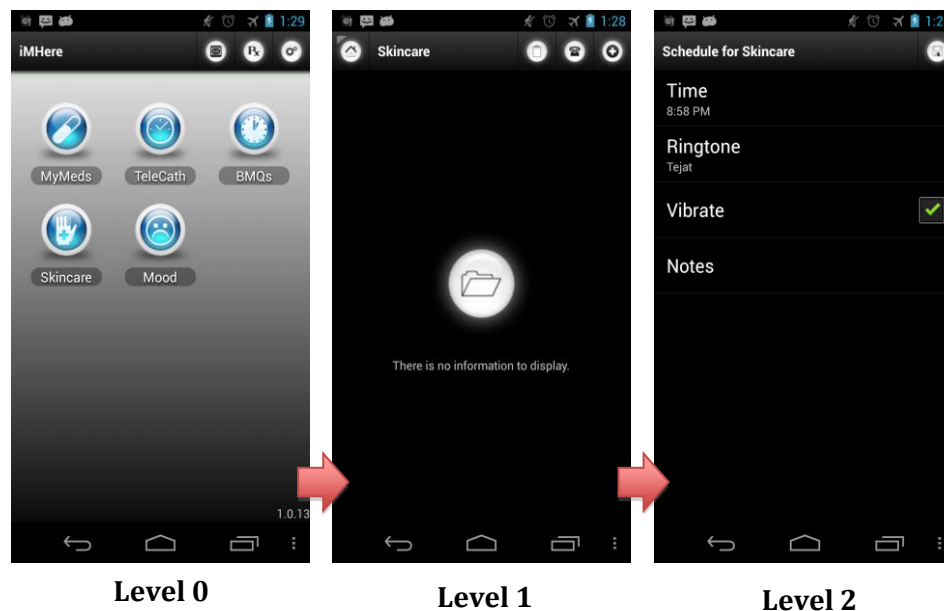 1:29
iMHere
Rx
MyMeds
TeleCath
BMQs
Skincare
Mood
1.0.13
Level 0
1:28
Skincare
There is no information to display.
Level 1
Schedule for Skincare
Time
8:58 PM
Ringtone
Tejat
Vibrate
Notes
Level 2